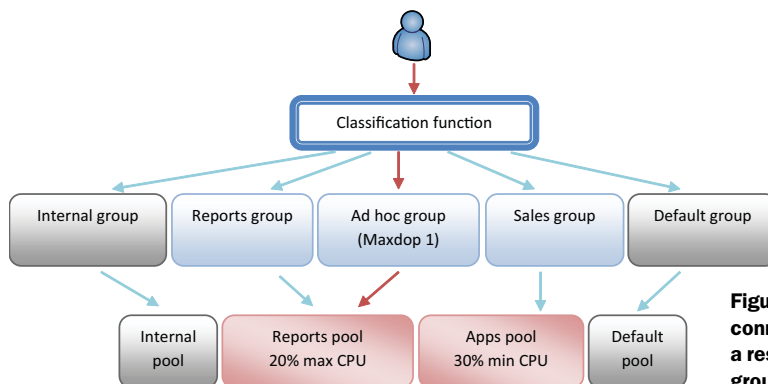 Classification function
Internal group
Reports group
Ad hoc group
(Maxdop 1)
Sales group
Default group
Internal
pool
Reports pool
20% max CPU
Apps pool
30% min CPU
Default
pool
Figu
conn
a res
grou